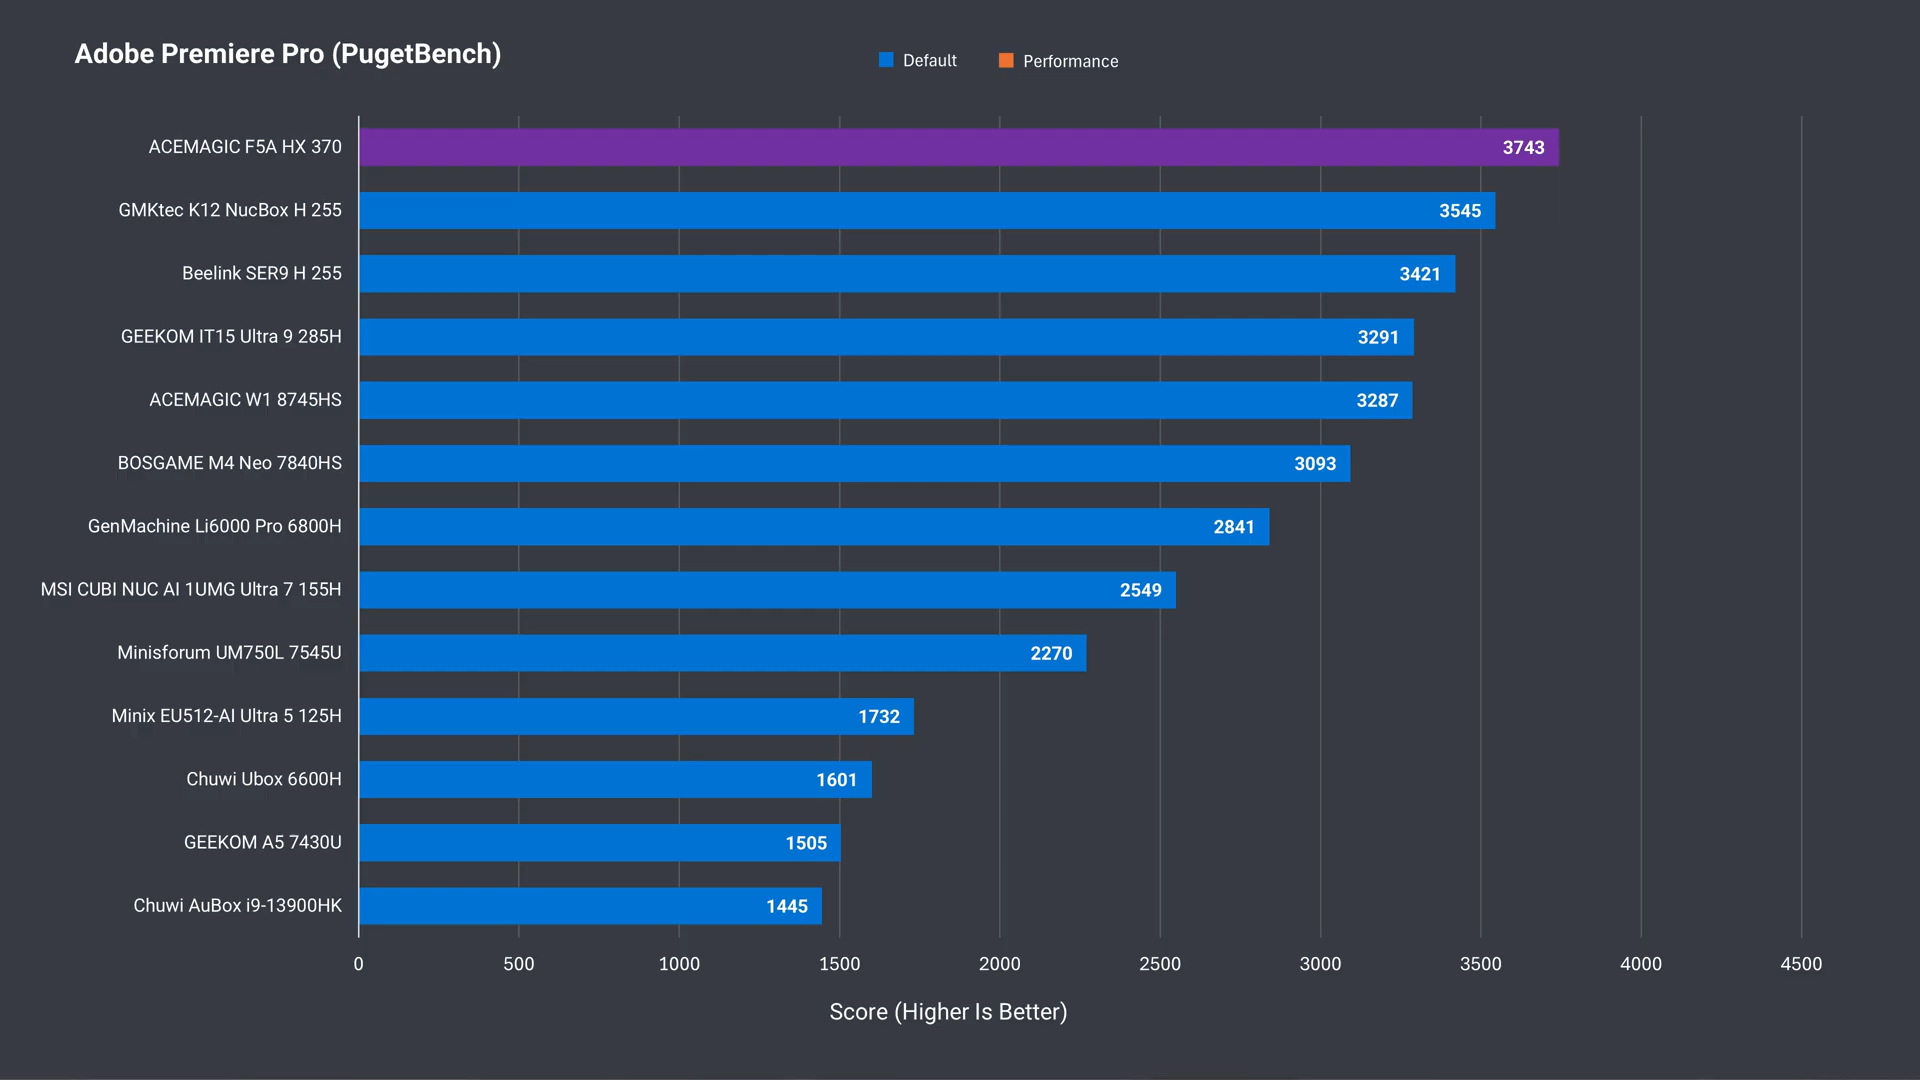 Adobe Premiere Pro (PugetBench)
Default
Performance
ACEMAGIC F5A HX 370
3743
GMKtec K12 NucBox H 255
3545
Beelink SER9 H 255
3421
GEEKOM IT15 Ultra 9 285H
3291
ACEMAGIC W1 8745HS
3287
BOSGAME M4 Neo 7840HS
3093
GenMachine Li6000 Pro 6800H
2841
MSI CUBI NUC AI 1UMG Ultra 7 155H
2549
Minisforum UM750L 7545U
2270
Minix EU512-AI Ultra 5 125H
1732
Chuwi Ubox 6600H
1601
GEEKOM A5 7430U
1505
Chuwi AuBox i9-13900HK
1445
0 500 1000 1500 2000 2500 3000 3500 4000 4500
Score (Higher Is Better)